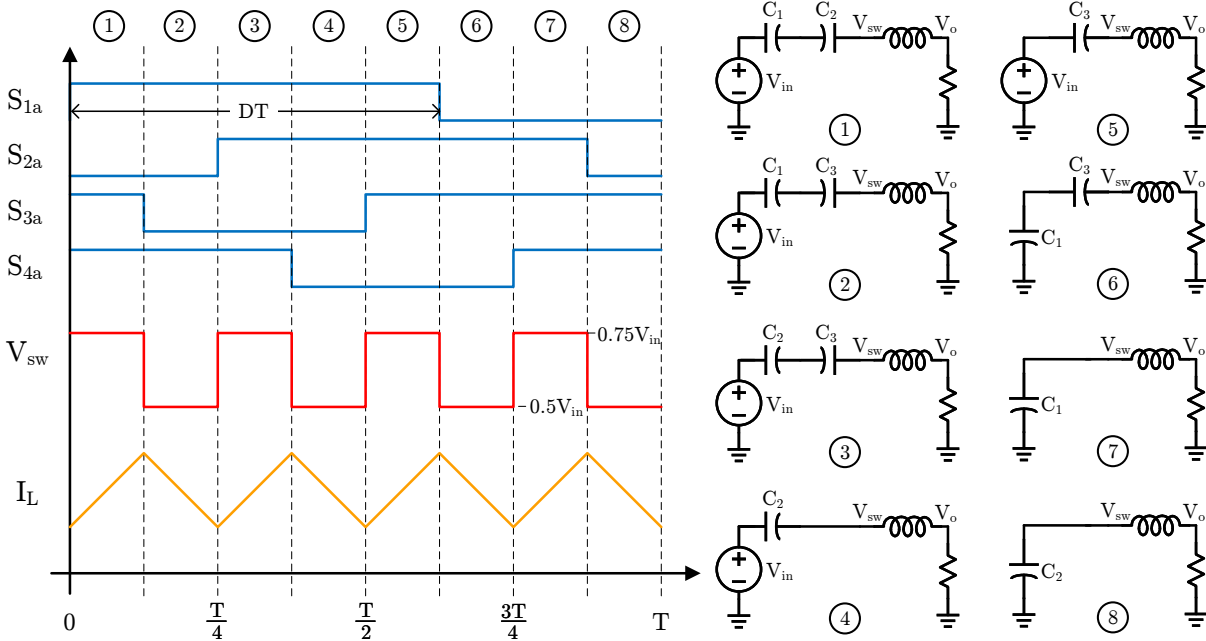 ① ② ③ ④ ⑤ ⑥ ⑦ ⑧
S1a
DT
S2a
S3a
S4a
Vsw
0.75Vin
0.5Vin
IL
0 T/4 T/2 3T/4 T
C1 C2 Vsw Vo
Vin
①
C1 C3 Vsw Vo
Vin
②
C2 C3 Vsw Vo
Vin
③
C2 Vsw Vo
Vin
④
C3 Vsw Vo
Vin
⑤
C3 Vsw Vo
C1
⑥
Vsw Vo
C1
⑦
Vsw Vo
C2
⑧